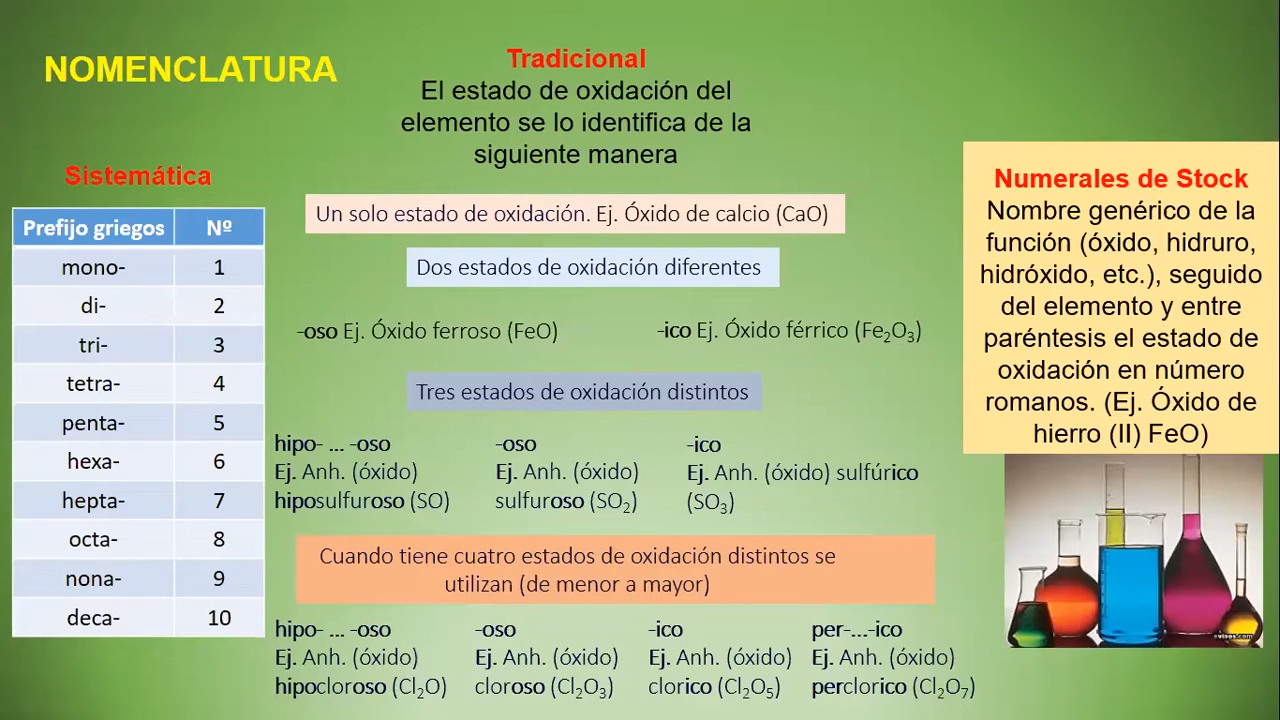 NOMENCLATURA
Tradicional
El estado de oxidación del
elemento se lo identifica de la
siguiente manera
Sistemática
Prefijo griegos Nº
mono- 1
di- 2
tri- 3
tetra- 4
penta- 5
hexa- 6
hepta- 7
octa- 8
nona- 9
deca- 10
Un solo estado de oxidación. Ej. Óxido de calcio (CaO)
Dos estados de oxidación diferentes
-oso Ej. Óxido ferroso (FeO)
-ico Ej. Óxido férrico (Fe₂O₃)
Tres estados de oxidación distintos
hipo- ... -oso
Ej. Anh. (óxido)
hiposulfuroso (SO)
-oso
Ej. Anh. (óxido)
sulfuroso (SO₂)
-ico
Ej. Anh. (óxido) sulfúrico
(SO₃)
Cuando tiene cuatro estados de oxidación distintos se
utilizan (de menor a mayor)
hipo- ... -oso
Ej. Anh. (óxido)
hipocloroso (Cl₂O)
-oso
Ej. Anh. (óxido)
cloroso (Cl₂O₃)
-ico
Ej. Anh. (óxido)
clorico (Cl₂O₅)
per-...-ico
Ej. Anh. (óxido)
perclorico (Cl₂O₇)
Numerales de Stock
Nombre genérico de la
función (óxido, hidruro,
hidróxido, etc.), seguido
del elemento y entre
paréntesis el estado de
oxidación en número
romanos. (Ej. Óxido de
hierro (II) FeO)